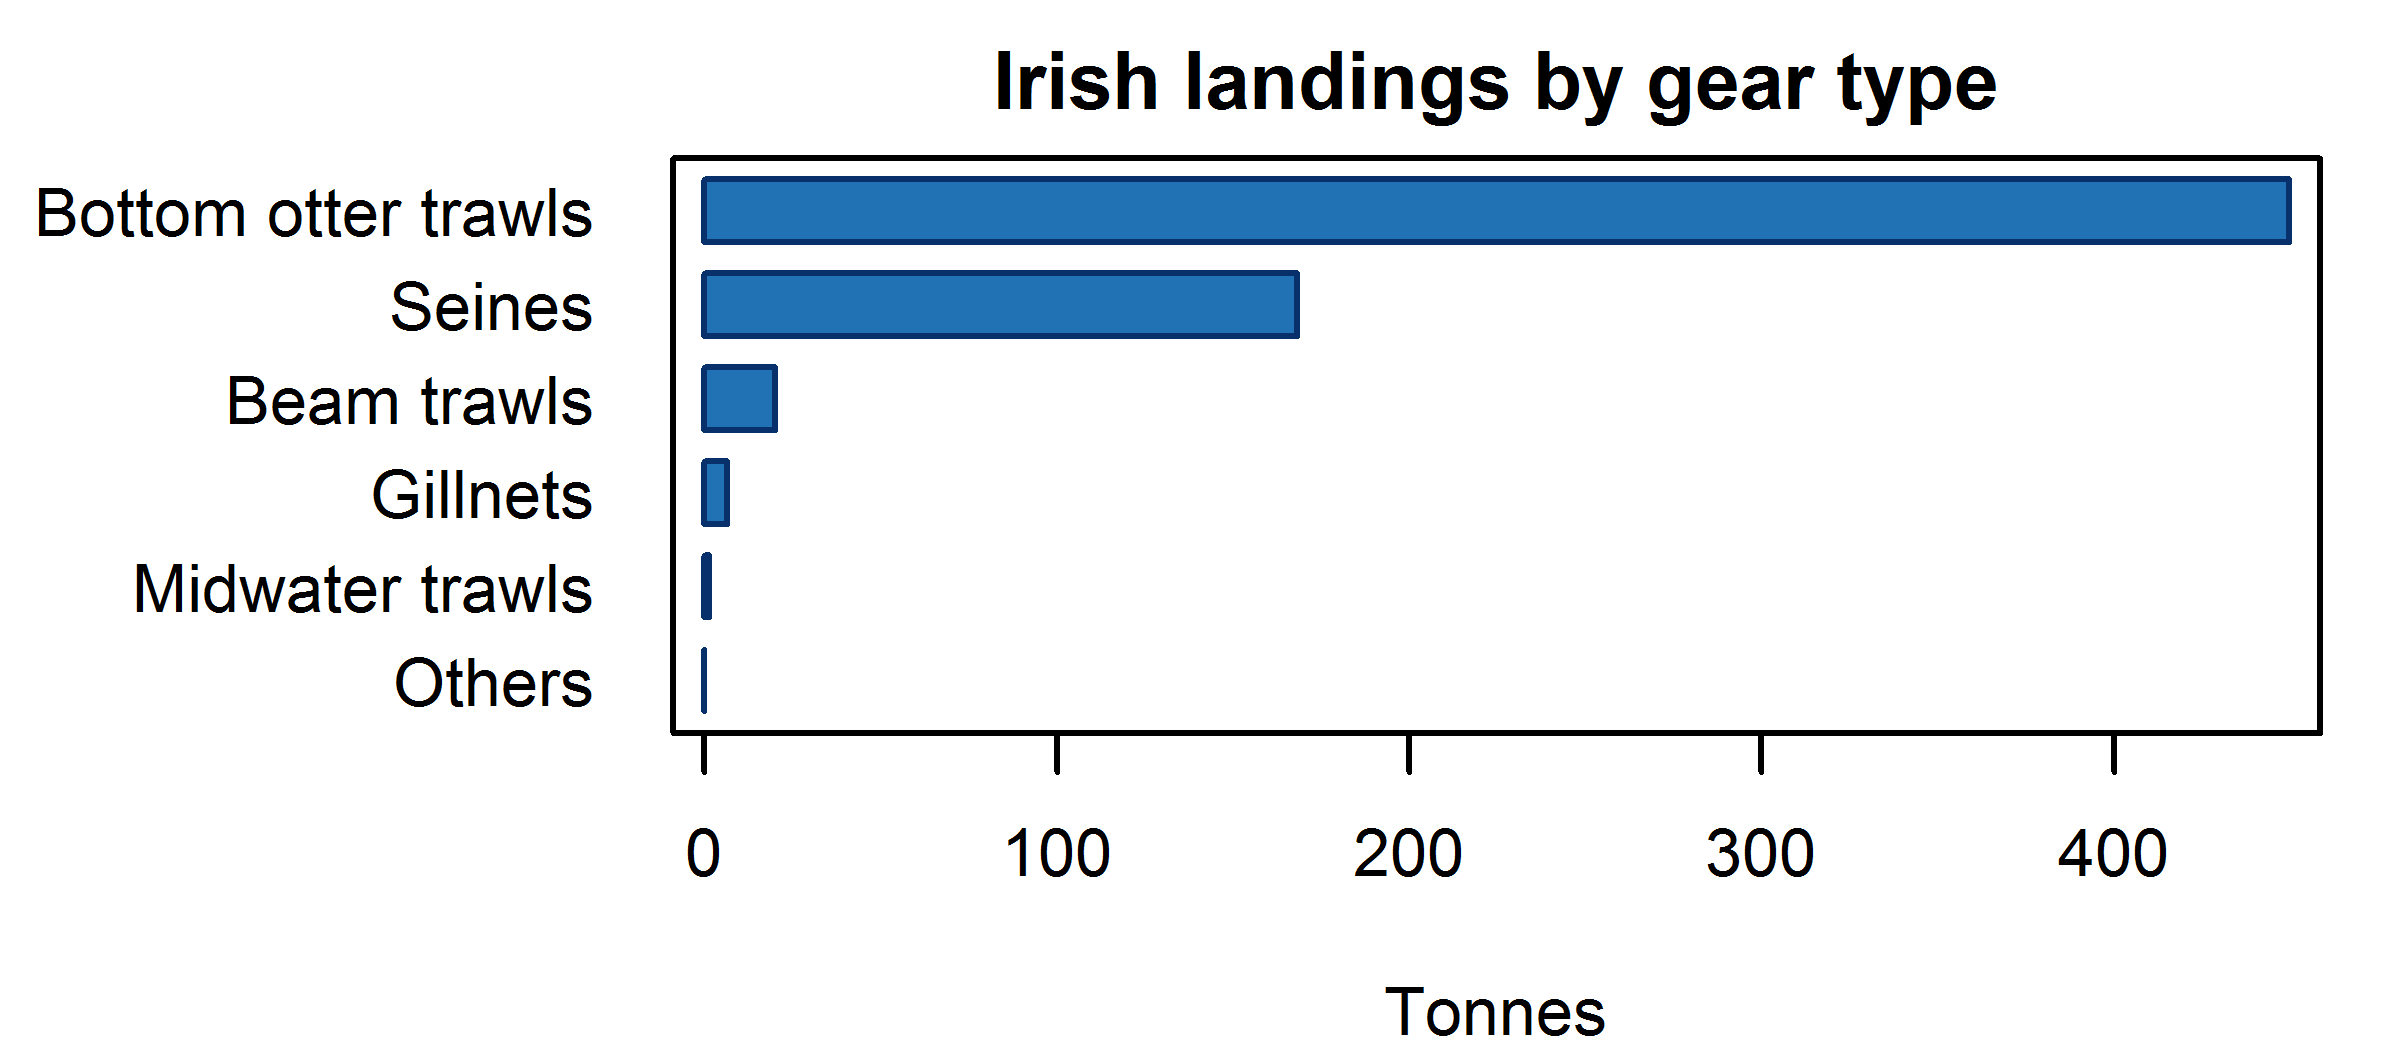 Irish landings by gear type
Bottom otter trawls
Seines
Beam trawls
Gillnets
Midwater trawls
Others
0 100 200 300 400
Tonnes